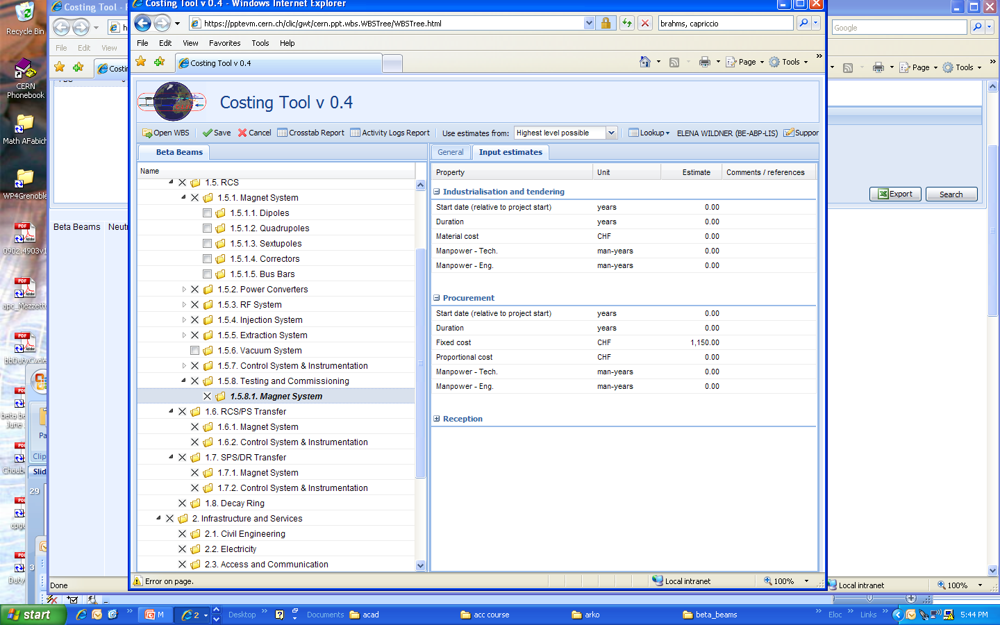 Recycle Bin
CERN
Phonebook
Math AFabich
WP4Grenoble
0902.4903v1
apc_Mezzetto
bbDutyCycle
beta be
June
Choub
cpg
Duty
Costing Tool -
File Edit View
Costin
Beta Beams Neutr
Pa
Clip
Slid
29
3
Done
Costing Tool v 0.4 - Windows Internet Explorer
https://pptevm.cern.ch/clic/gwt/cern.ppt.wbs.WBSTree/WBSTree.html
brahms, capriccio
File Edit View Favorites Tools Help
Costing Tool v 0.4
Page Tools
Costing Tool v 0.4
Open WBS Save Cancel Crosstab Report Activity Logs Report Use estimates from: Highest level possible Lookup ELENA WILDNER (BE-ABP-LIS) Suppor
Beta Beams
Name
1.5. RCS
1.5.1. Magnet System
1.5.1.1. Dipoles
1.5.1.2. Quadrupoles
1.5.1.3. Sextupoles
1.5.1.4. Correctors
1.5.1.5. Bus Bars
1.5.2. Power Converters
1.5.3. RF System
1.5.4. Injection System
1.5.5. Extraction System
1.5.6. Vacuum System
1.5.7. Control System & Instrumentation
1.5.8. Testing and Commissioning
1.5.8.1. Magnet System
1.6. RCS/PS Transfer
1.6.1. Magnet System
1.6.2. Control System & Instrumentation
1.7. SPS/DR Transfer
1.7.1. Magnet System
1.7.2. Control System & Instrumentation
1.8. Decay Ring
2. Infrastructure and Services
2.1. Civil Engineering
2.2. Electricity
2.3. Access and Communication
General Input estimates
Property Unit Estimate Comments / references
Industrialisation and tendering
Start date (relative to project start) years 0.00
Duration years 0.00
Material cost CHF 0.00
Manpower - Tech. man-years 0.00
Manpower - Eng. man-years 0.00
Procurement
Start date (relative to project start) years 0.00
Duration years 0.00
Fixed cost CHF 1,150.00
Proportional cost CHF 0.00
Manpower - Tech. man-years 0.00
Manpower - Eng. man-years 0.00
Reception
Error on page. Local intranet 100%
Google
Page Tools
Export Search
Local intranet 100%
start M 2 Desktop Documents acad acc course arko beta_beams Eloc Links 5:44 PM